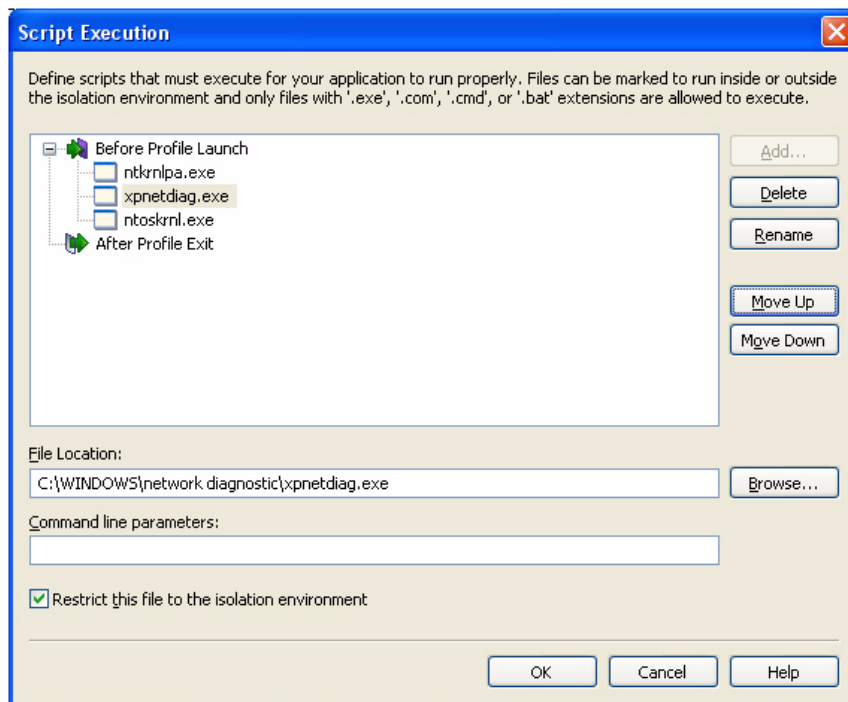 Script Execution
Define scripts that must execute for your application to run properly. Files can be marked to run inside or outside
the isolation environment and only files with '.exe', '.com', '.cmd', or '.bat' extensions are allowed to execute.
Before Profile Launch
ntkrnlpa.exe
xpnetdiag.exe
ntoskrnl.exe
After Profile Exit
Add...
Delete
Rename
Move Up
Move Down
File Location:
C:\WINDOWS\network diagnostic\xpnetdiag.exe
Browse...
Command line parameters:
Restrict this file to the isolation environment
OK
Cancel
Help